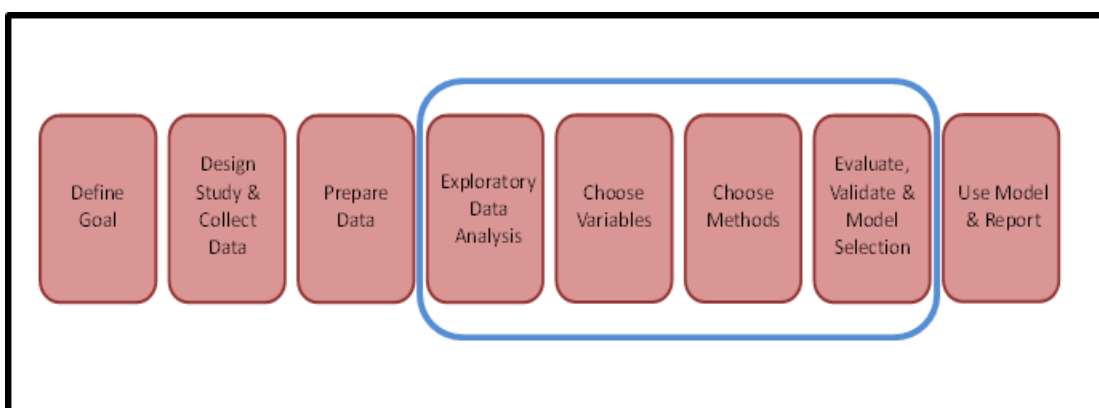 Define
Goal
Design
Study &
Collect
Data
Prepare
Data
Exploratory
Data
Analysis
Choose
Variables
Choose
Methods
Evaluate,
Validate &
Model
Selection
Use Model
& Report